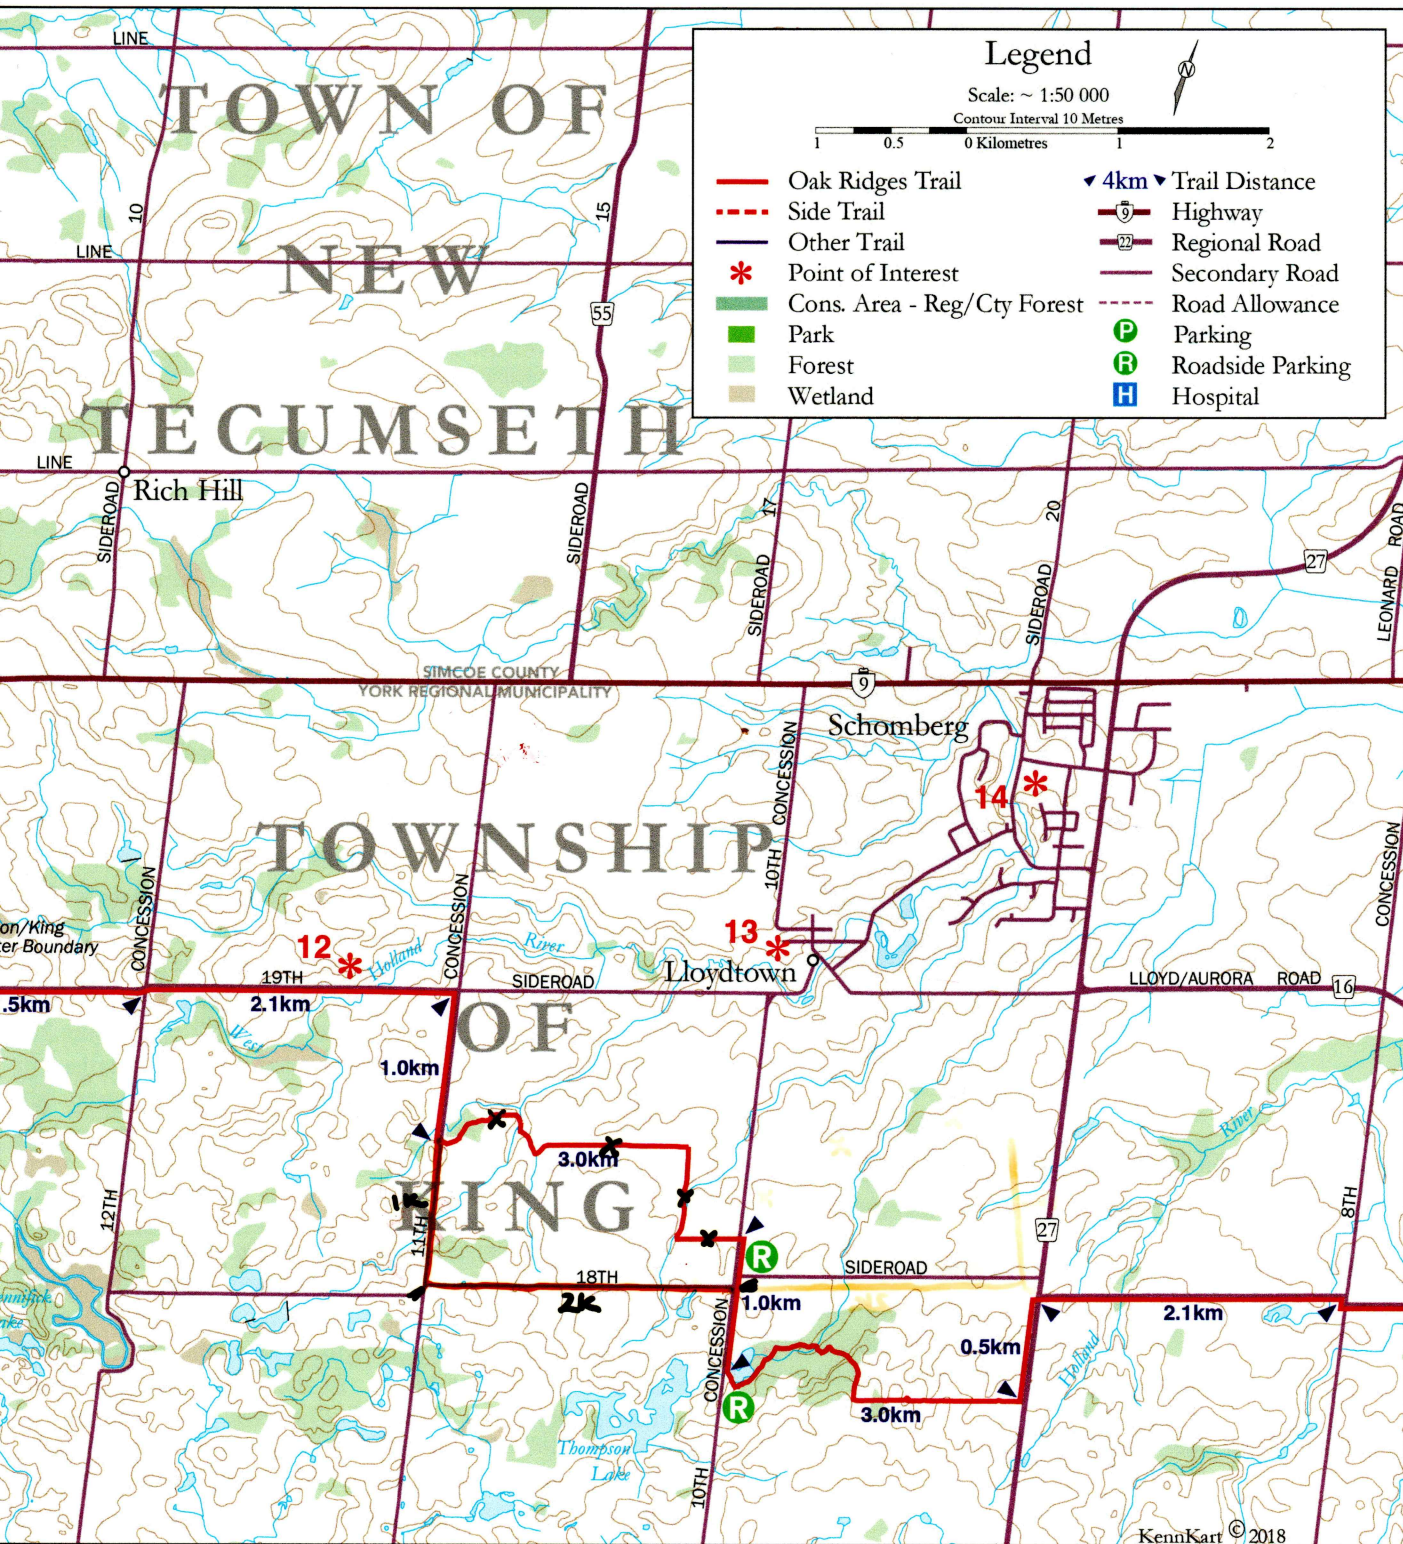 LINE
TOWN OF
10
15
LINE
NEW
55
TECUMSETH
LINE
Rich Hill
SIDEROAD
SIDEROAD
17
SIDEROAD
20
SIDEROAD
27
LEONARD ROAD
Legend
N
Scale: ~ 1:50 000
Contour Interval 10 Metres
1 0.5 0 Kilometres 1 2
Oak Ridges Trail
Side Trail
Other Trail
Point of Interest
Cons. Area - Reg/Cty Forest
Park
Forest
Wetland
4km Trail Distance
9 Highway
22 Regional Road
Secondary Road
Road Allowance
P Parking
R Roadside Parking
H Hospital
SIMCOE COUNTY
YORK REGIONAL MUNICIPALITY
9
Schomberg
14
TOWNSHIP
CONCESSION
10TH
CONCESSION
CONCESSION
CONCESSION
on/King
ter Boundary
12
Holland
River
13
Lloydtown
19TH
SIDEROAD
LLOYD/AURORA ROAD
16
.5km
2.1km
West
OF
1.0km
3.0km
KING
1K
11TH
12TH
R
27
River
8TH
18TH
2K
SIDEROAD
1.0km
CONCESSION
0.5km
2.1km
Holland
R
3.0km
Thompson
Lake
10TH
KennKart © 2018